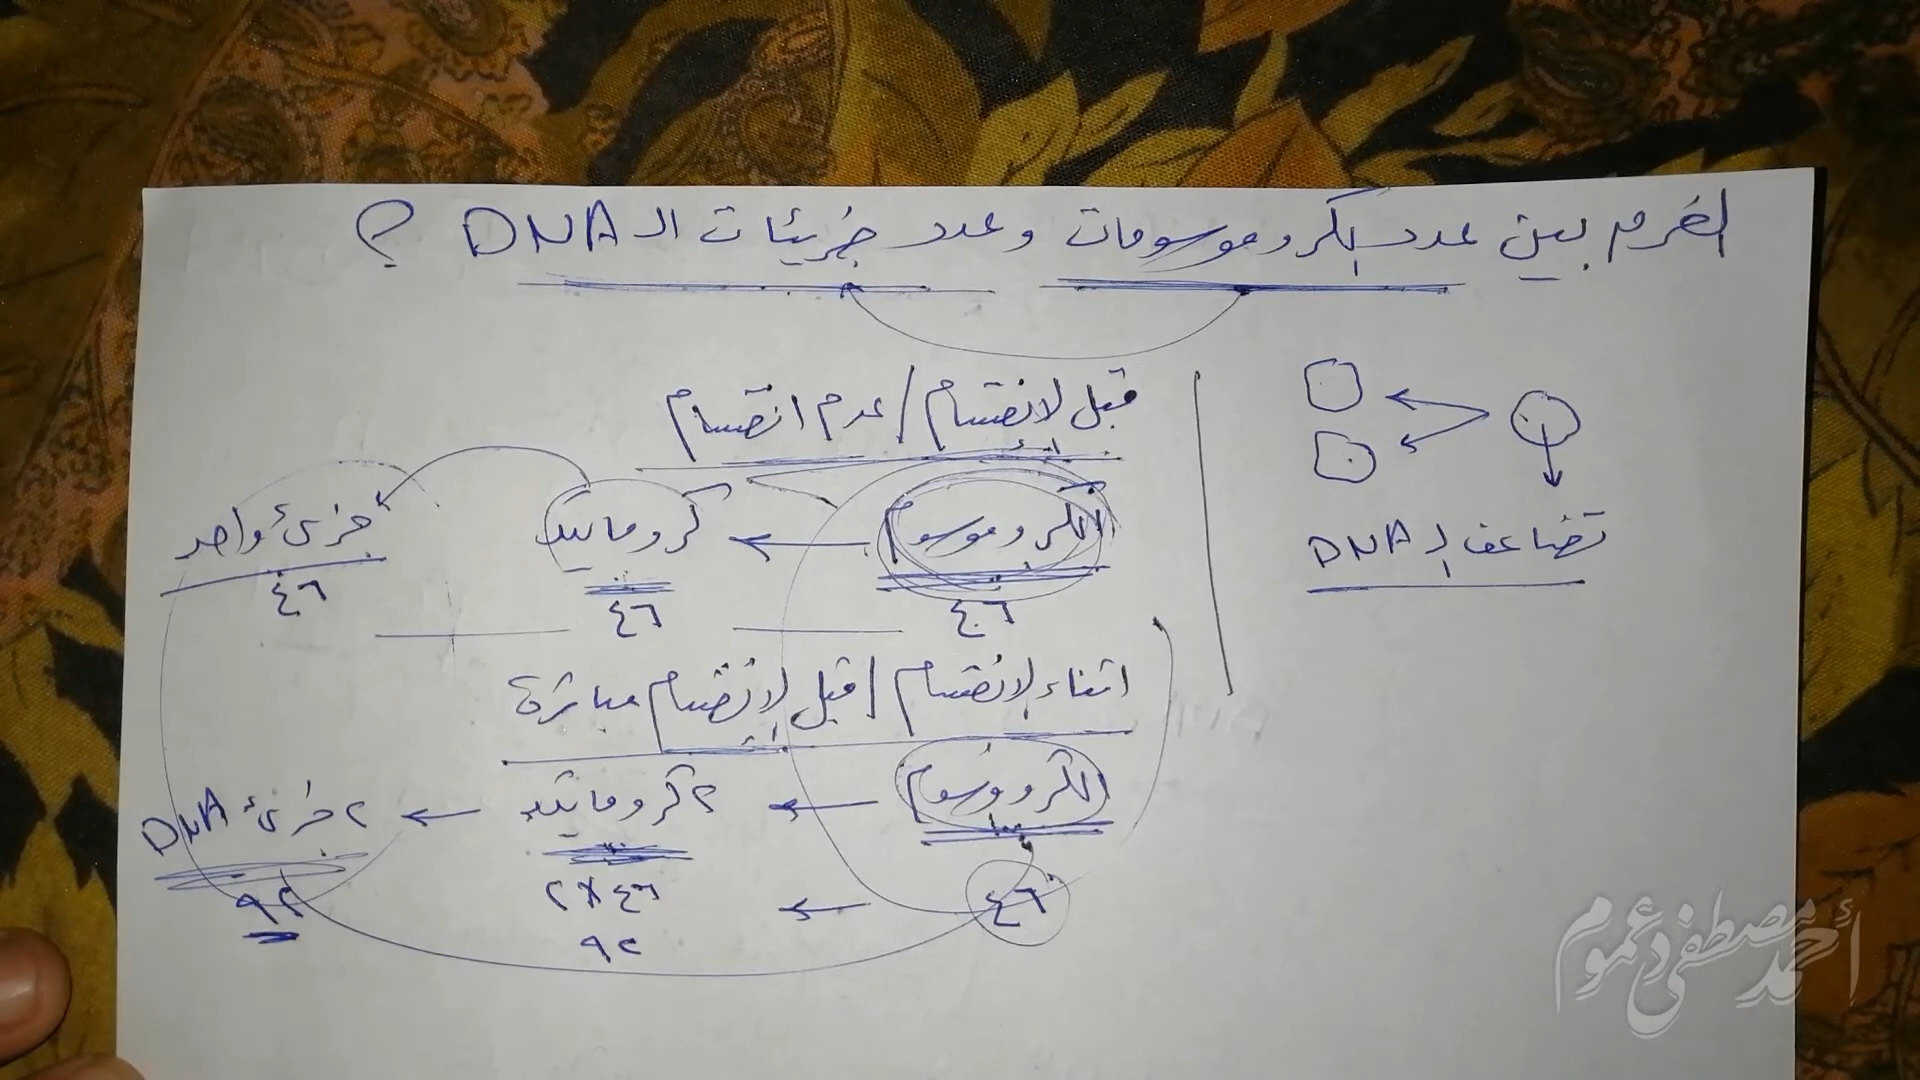 الفرق بين عدد الكروموسومات وعدد جزيئات الـ DNA ؟
قبل الانقسام / عدم انقسام
الكروموسوم ← كروماتيد جزئ واحد
٤٦ ٤٦ ٤٦
اثناء الانقسام / قبل الانقسام مباشرة
الكروموسوم ← ٢ كروماتيد ← ٢ جزئ DNA
٤٦ ← ٤٦ × ٢ ٩٢
٩٢
تضاعف الـ DNA
أحمد مصطفى دعموم